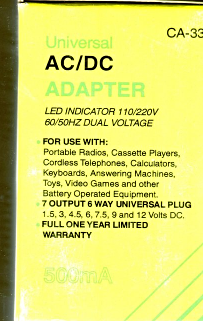 CA-33
Universal
AC/DC
ADAPTER
LED INDICATOR 110/220V
60/50HZ DUAL VOLTAGE
FOR USE WITH:
Portable Radios, Cassette Players,
Cordless Telephones, Calculators,
Keyboards, Answering Machines,
Toys, Video Games and other
Battery Operated Equipment.
7 OUTPUT 6 WAY UNIVERSAL PLUG
1.5, 3, 4.5, 6, 7.5, 9 and 12 Volts DC.
FULL ONE YEAR LIMITED
WARRANTY
500mA